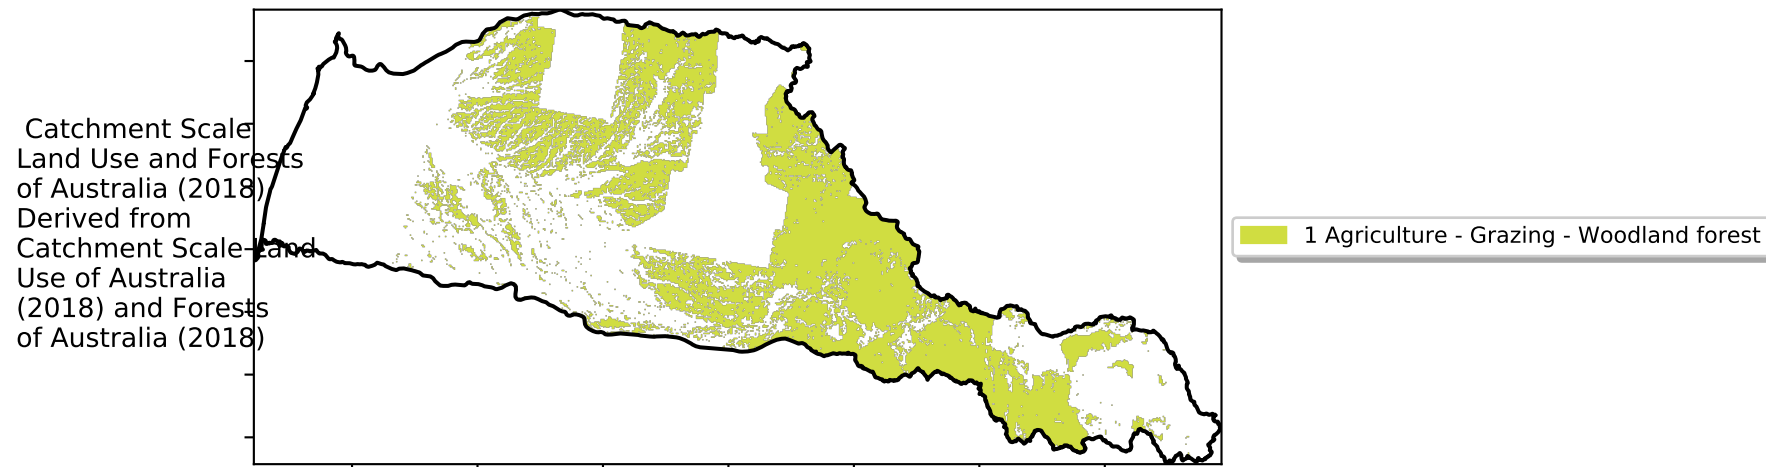 Catchment Scale
Land Use and Forests
of Australia (2018)
Derived from
Catchment Scale Land
Use of Australia
(2018) and Forests
of Australia (2018)
1 Agriculture - Grazing - Woodland forest